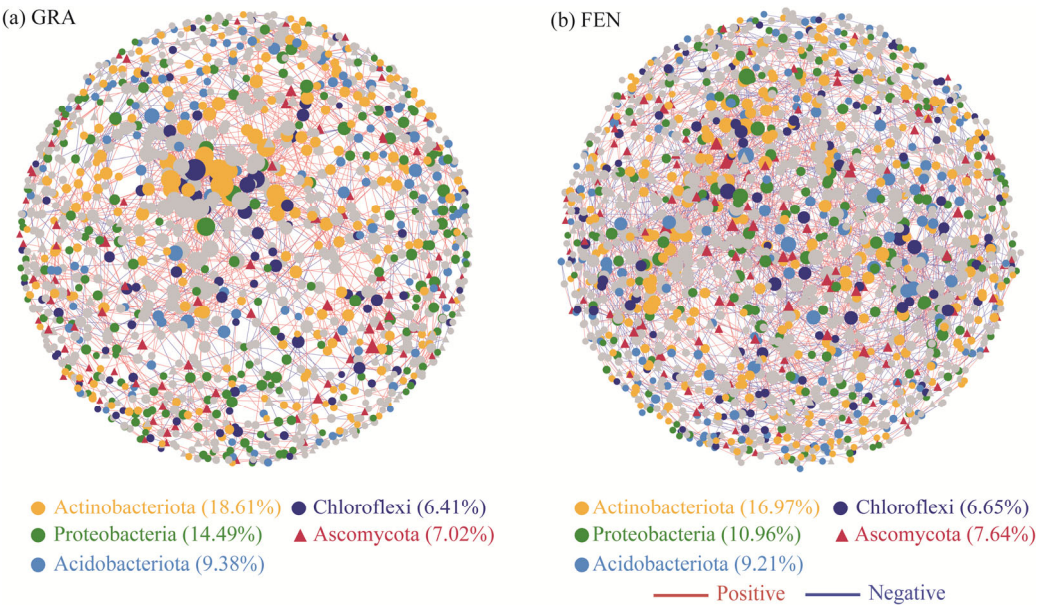 (a) GRA
(b) FEN
Actinobacteriota (18.61%) Chloroflexi (6.41%)
Proteobacteria (14.49%) Ascomycota (7.02%)
Acidobacteriota (9.38%)
Actinobacteriota (16.97%) Chloroflexi (6.65%)
Proteobacteria (10.96%) Ascomycota (7.64%)
Acidobacteriota (9.21%)
Positive Negative